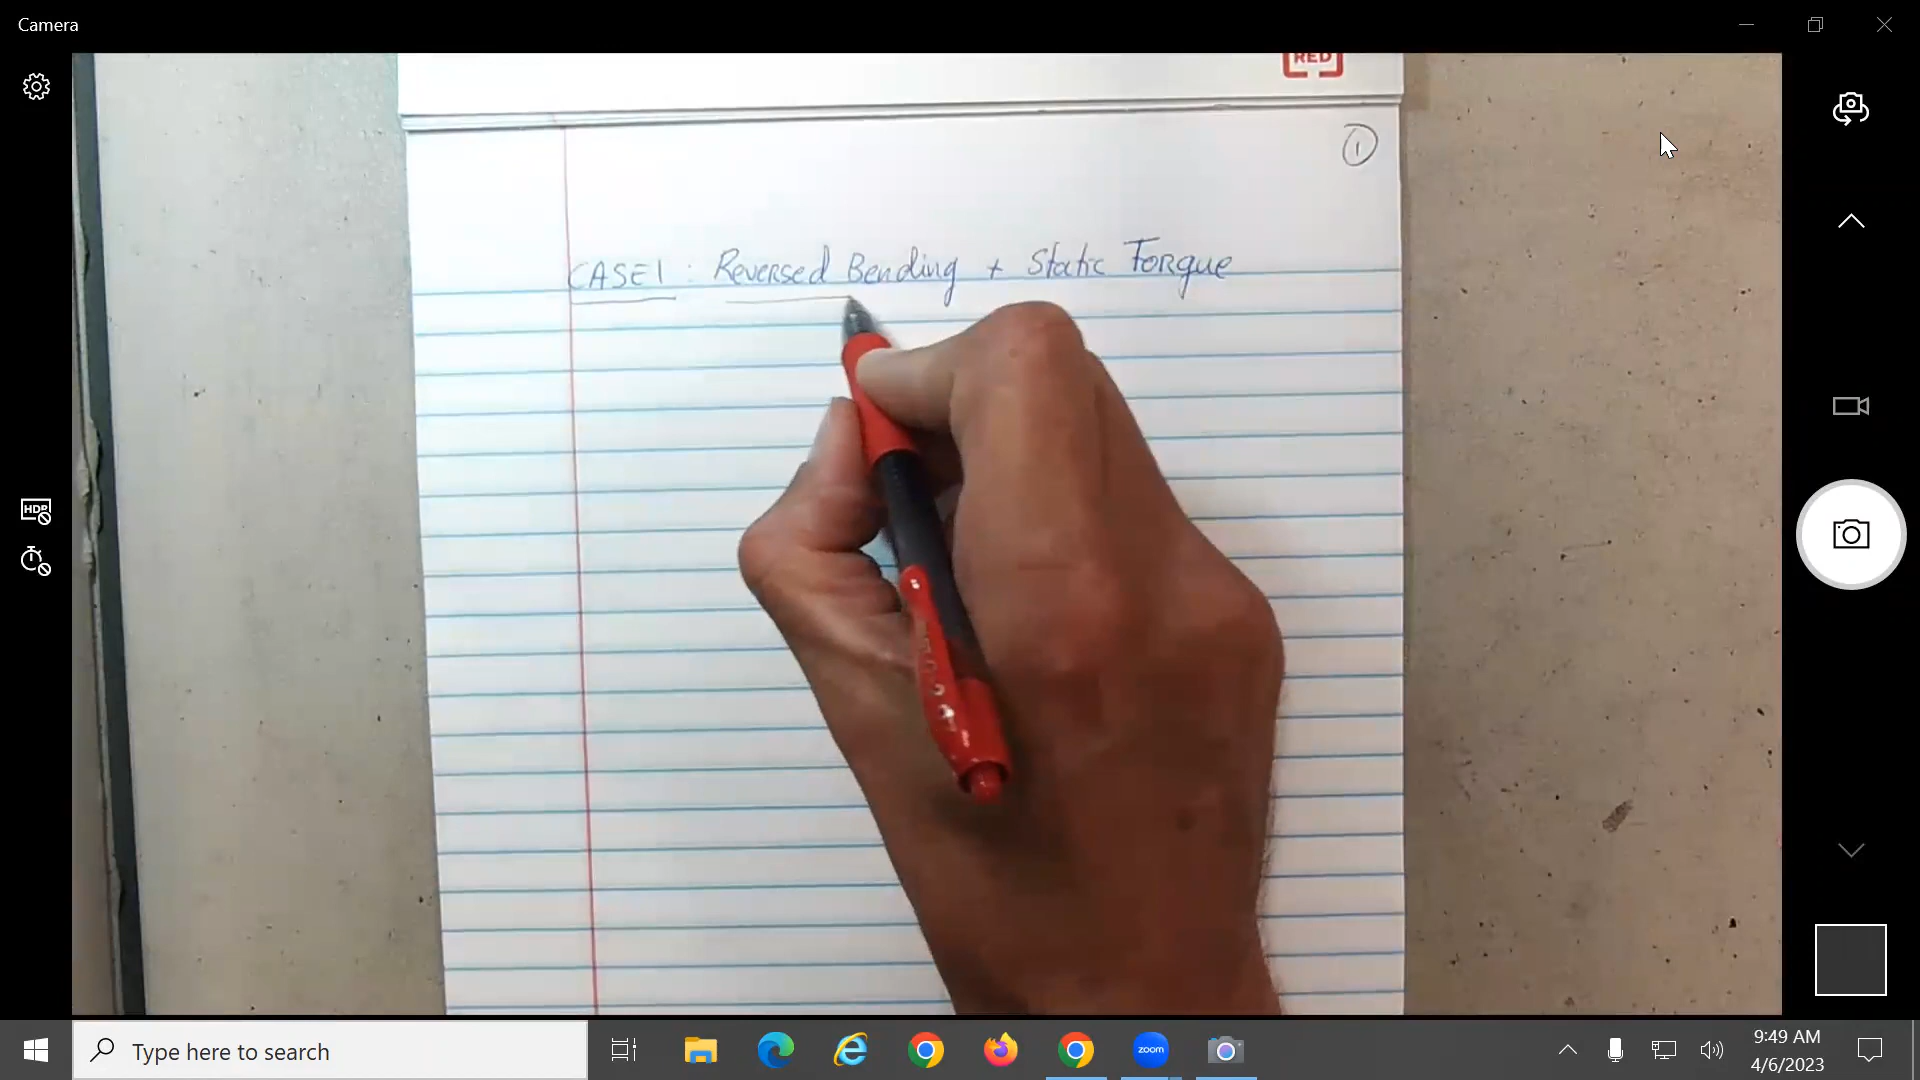 Camera
RED
1
CASE 1 : Reversed Bending + Static Torque
HDR
Type here to search
zoom
9:49 AM
4/6/2023